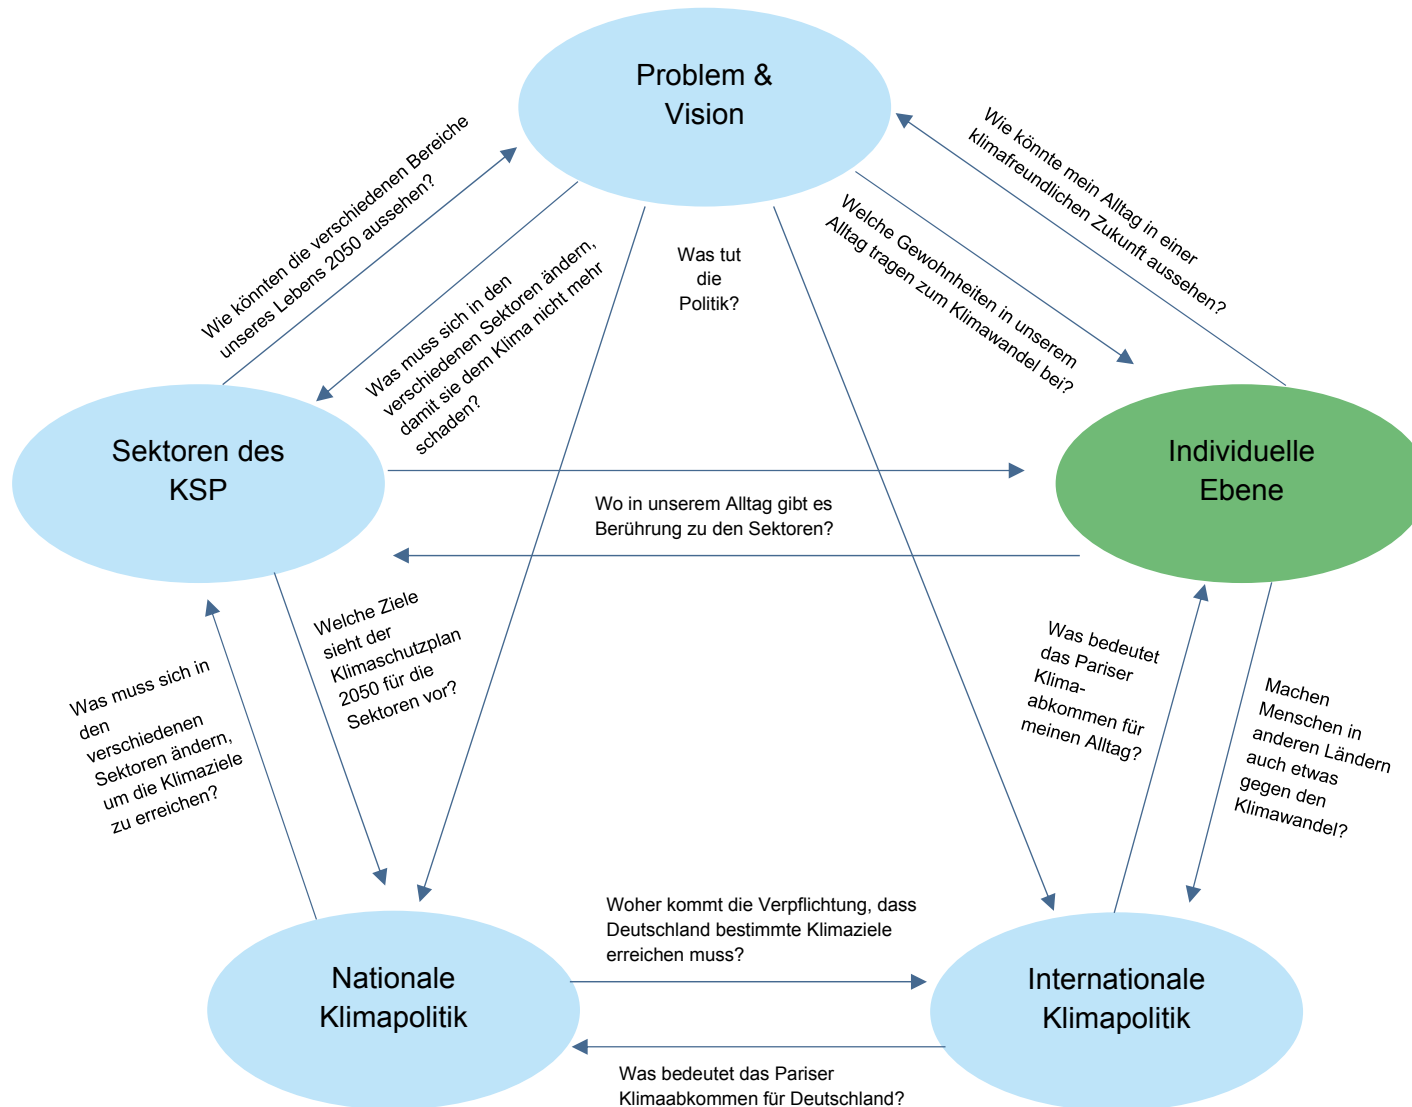 Problem &
Vision
Wie könnten die verschiedenen Bereiche
unseres Lebens 2050 aussehen?
Was muss sich in den
verschiedenen Sektoren ändern,
damit sie dem Klima nicht mehr
schaden?
Was tut
die
Politik?
Welche Gewohnheiten in unserem
Alltag tragen zum Klimawandel bei?
Wie könnte mein Alltag in einer
klimafreundlichen Zukunft aussehen?
Sektoren des
KSP
Individuelle
Ebene
Wo in unserem Alltag gibt es
Berührung zu den Sektoren?
Was muss sich in
den
verschiedenen
Sektoren ändern,
um die Klimaziele
zu erreichen?
Welche Ziele
sieht der
Klimaschutzplan
2050 für die
Sektoren vor?
Was bedeutet
das Pariser
Klima-
abkommen für
meinen Alltag?
Machen
Menschen in
anderen Ländern
auch etwas
gegen den
Klimawandel?
Nationale
Klimapolitik
Woher kommt die Verpflichtung, dass
Deutschland bestimmte Klimaziele
erreichen muss?
Internationale
Klimapolitik
Was bedeutet das Pariser
Klimaabkommen für Deutschland?